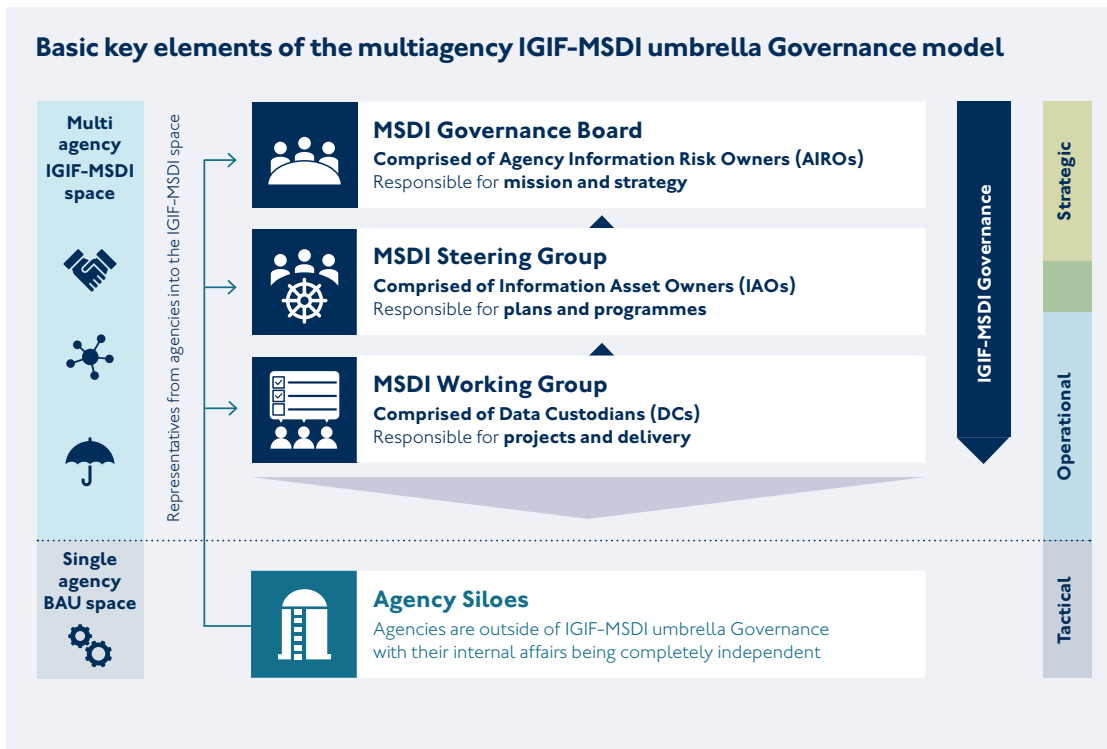 Basic key elements of the multiagency IGIF-MSDI umbrella Governance model
Multi
agency
IGIF-MSDI
space
Representatives from agencies into the IGIF-MSDI space
MSDI Governance Board
Comprised of Agency Information Risk Owners (AIROs)
Responsible for mission and strategy
MSDI Steering Group
Comprised of Information Asset Owners (IAOs)
Responsible for plans and programmes
MSDI Working Group
Comprised of Data Custodians (DCs)
Responsible for projects and delivery
IGIF-MSDI Governance
Strategic
Operational
Single
agency
BAU space
Agency Siloes
Agencies are outside of IGIF-MSDI umbrella Governance
with their internal affairs being completely independent
Tactical